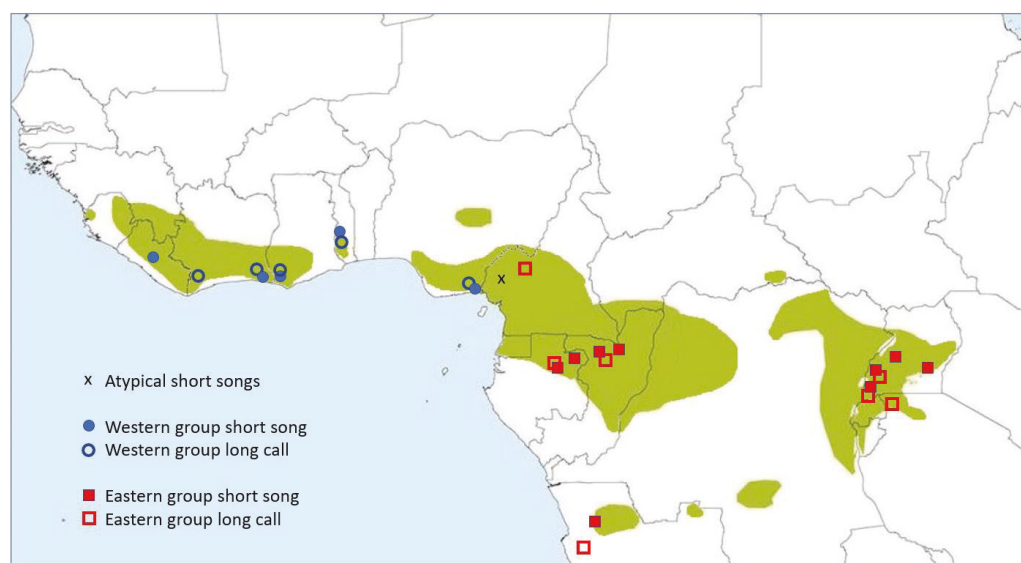 x Atypical short songs
Western group short song
Western group long call
Eastern group short song
Eastern group long call
x